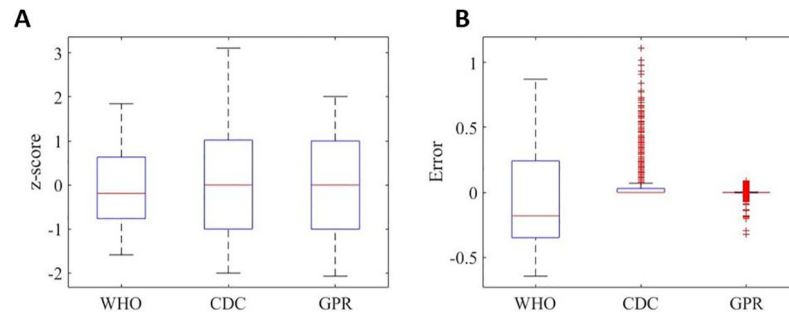 A
z-score
3
2
1
0
-1
-2
WHO
CDC
GPR
B
Error
1
0.5
0
-0.5
WHO
CDC
GPR